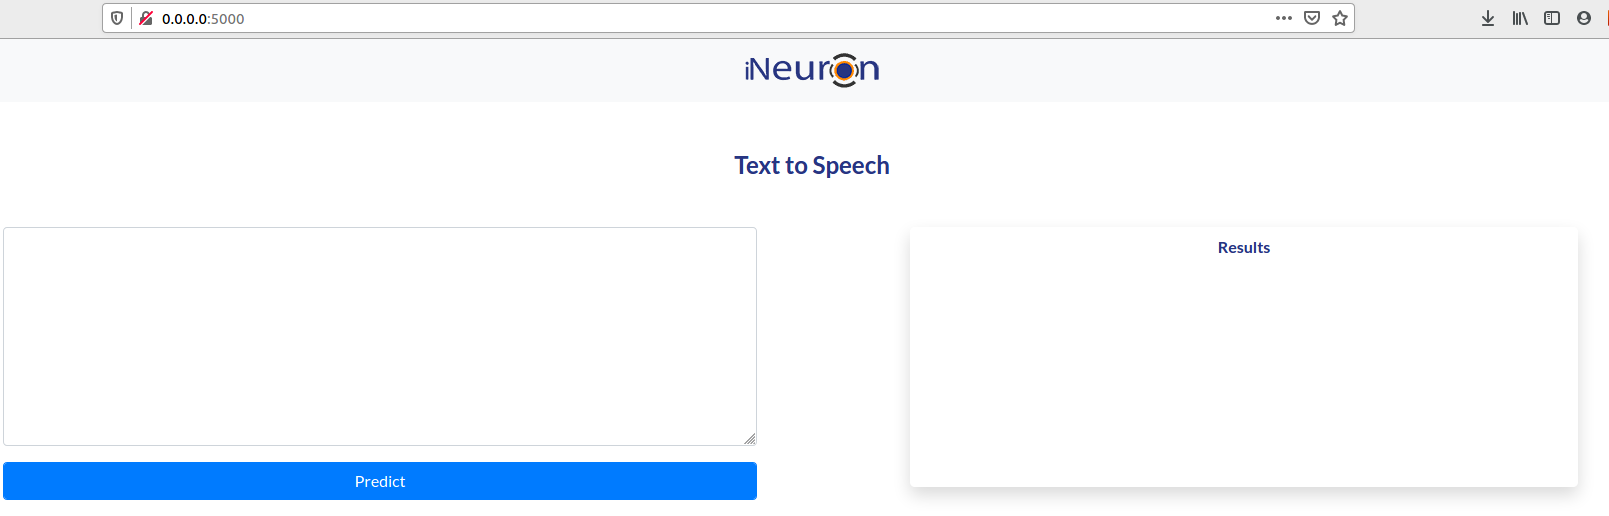 0.0.0.0:5000
iNeuron
Text to Speech
Results
Predict